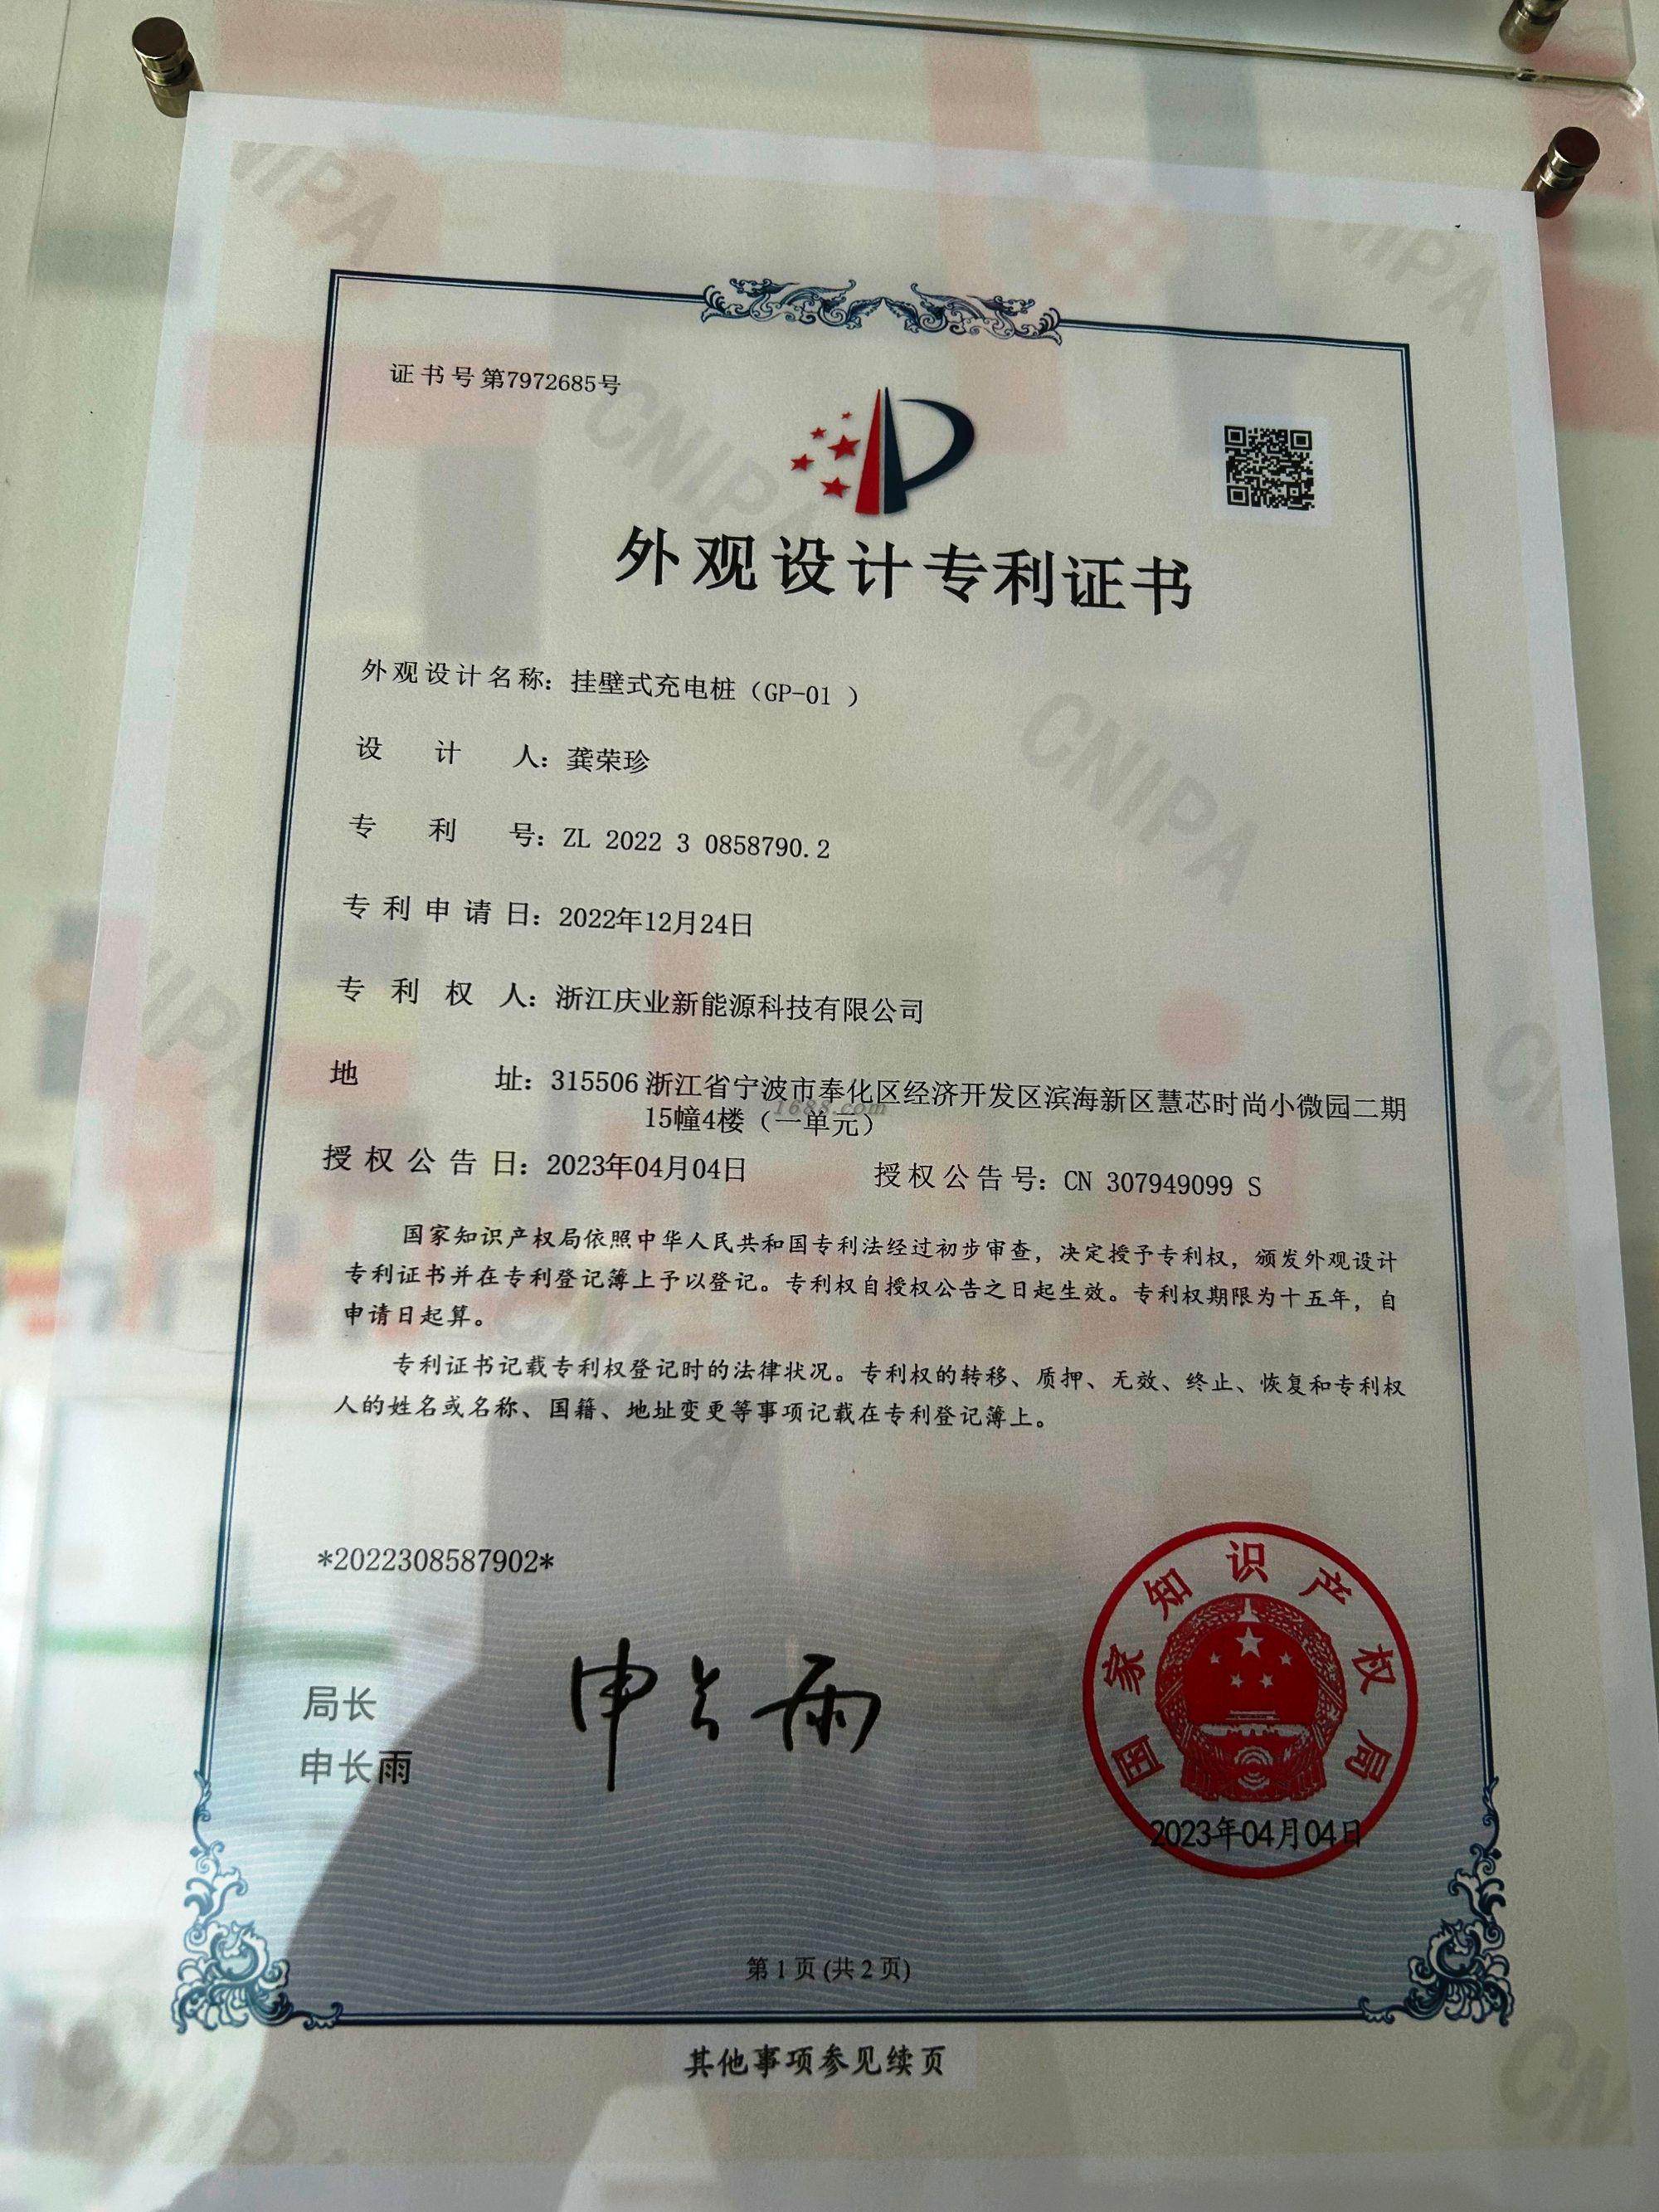 证书号第7972685号
外观设计专利证书
外观设计名称：挂壁式充电桩（GP-01 ）
设计人：龚荣珍
专利号：ZL 2022 3 0858790.2
专利申请日：2022年12月24日
专利权人：浙江庆业新能源科技有限公司
地址：315506 浙江省宁波市奉化区经济开发区滨海新区慧芯时尚小微园二期
15幢4楼（一单元）
1688.com
授权公告日：2023年04月04日 授权公告号：CN 307949099 S
国家知识产权局依照中华人民共和国专利法经过初步审查，决定授予专利权，颁发外观设计
专利证书并在专利登记簿上予以登记。专利权自授权公告之日起生效。专利权期限为十五年，自
申请日起算。
专利证书记载专利权登记时的法律状况。专利权的转移、质押、无效、终止、恢复和专利权
人的姓名或名称、国籍、地址变更等事项记载在专利登记簿上。
*2022308587902*
局长
申长雨
申长雨
国家知识产权局
2023年04月04日
第 1 页 (共 2 页)
其他事项参见续页
CNIPA
CNIPA
CNIPA
CNIPA